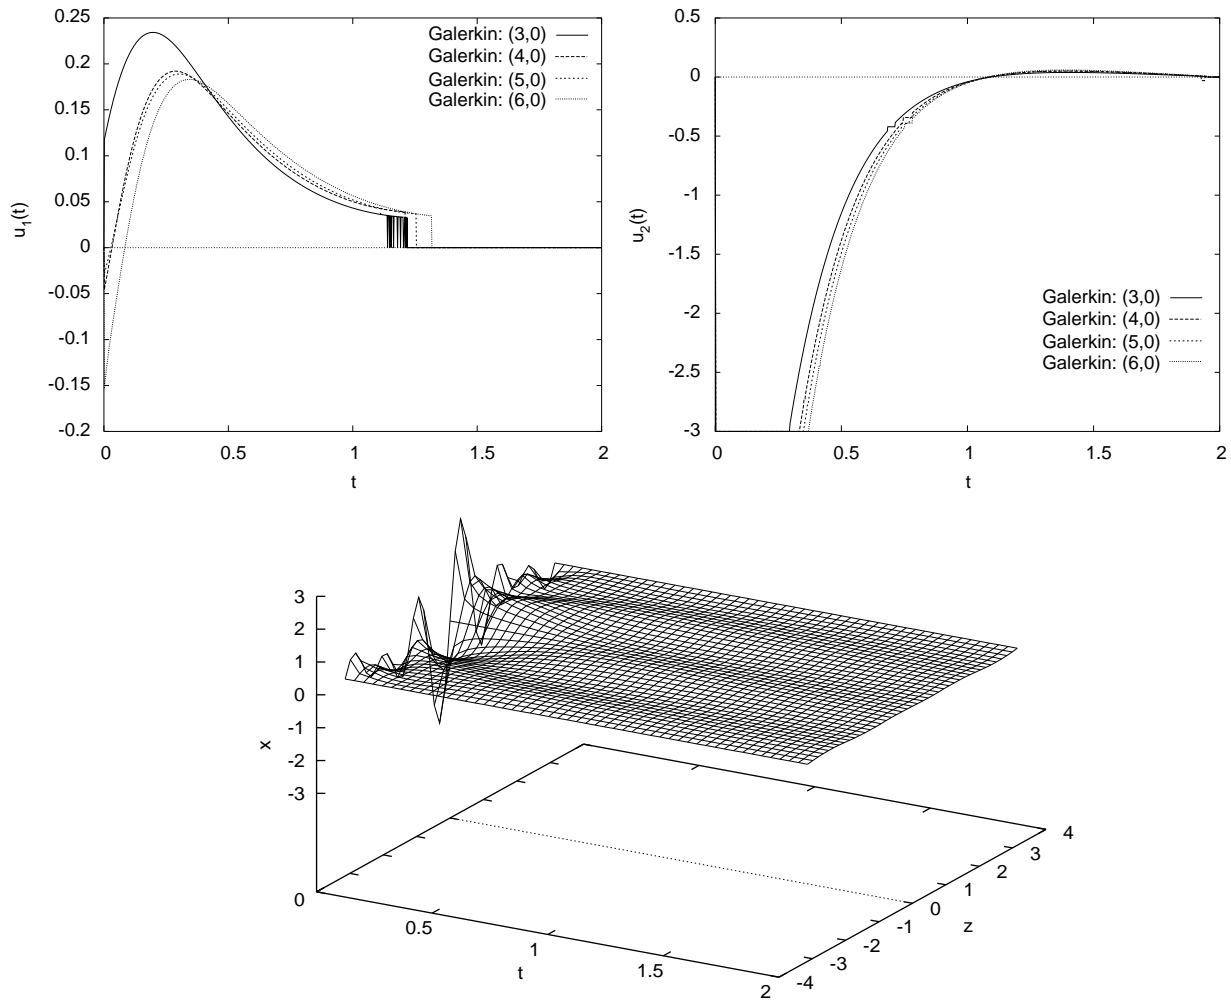 0.25
0.2
0.15
0.1
0.05
0
-0.05
-0.1
-0.15
-0.2
u1(t)
0 0.5 1 1.5 2
t
Galerkin: (3,0)
Galerkin: (4,0)
Galerkin: (5,0)
Galerkin: (6,0)
0.5
0
-0.5
-1
-1.5
-2
-2.5
-3
u2(t)
0 0.5 1 1.5 2
t
Galerkin: (3,0)
Galerkin: (4,0)
Galerkin: (5,0)
Galerkin: (6,0)
3
2
1
0
-1
-2
-3
x
0
0.5
1
1.5
2
t
-4
-3
-2
-1
0
1
2
3
4
z